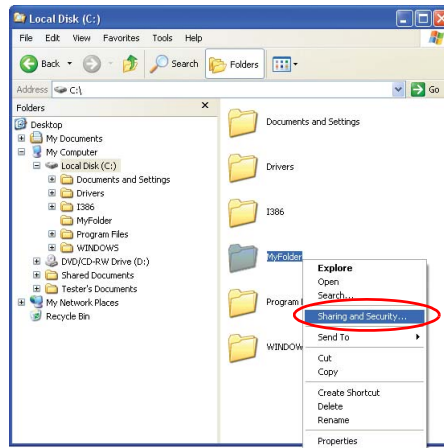 Local Disk (C:)
File Edit View Favorites Tools Help
Back Search Folders
Address C:\ Go
Folders
Desktop
My Documents
My Computer
Local Disk (C:)
Documents and Settings
Drivers
I386
MyFolder
Program Files
WINDOWS
DVD/CD-RW Drive (D:)
Shared Documents
Tester's Documents
My Network Places
Recycle Bin
Documents and Settings
Drivers
I386
MyFolder
Program
WINDOW
Explore
Open
Search...
Sharing and Security...
Send To
Cut
Copy
Create Shortcut
Delete
Rename
Properties